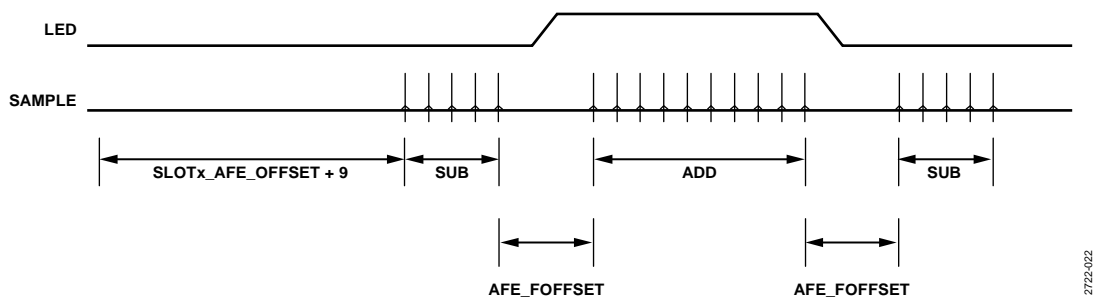 LED
SAMPLE
SLOTx_AFE_OFFSET + 9
SUB
ADD
SUB
AFE_FOFFSET
AFE_FOFFSET
2722-022